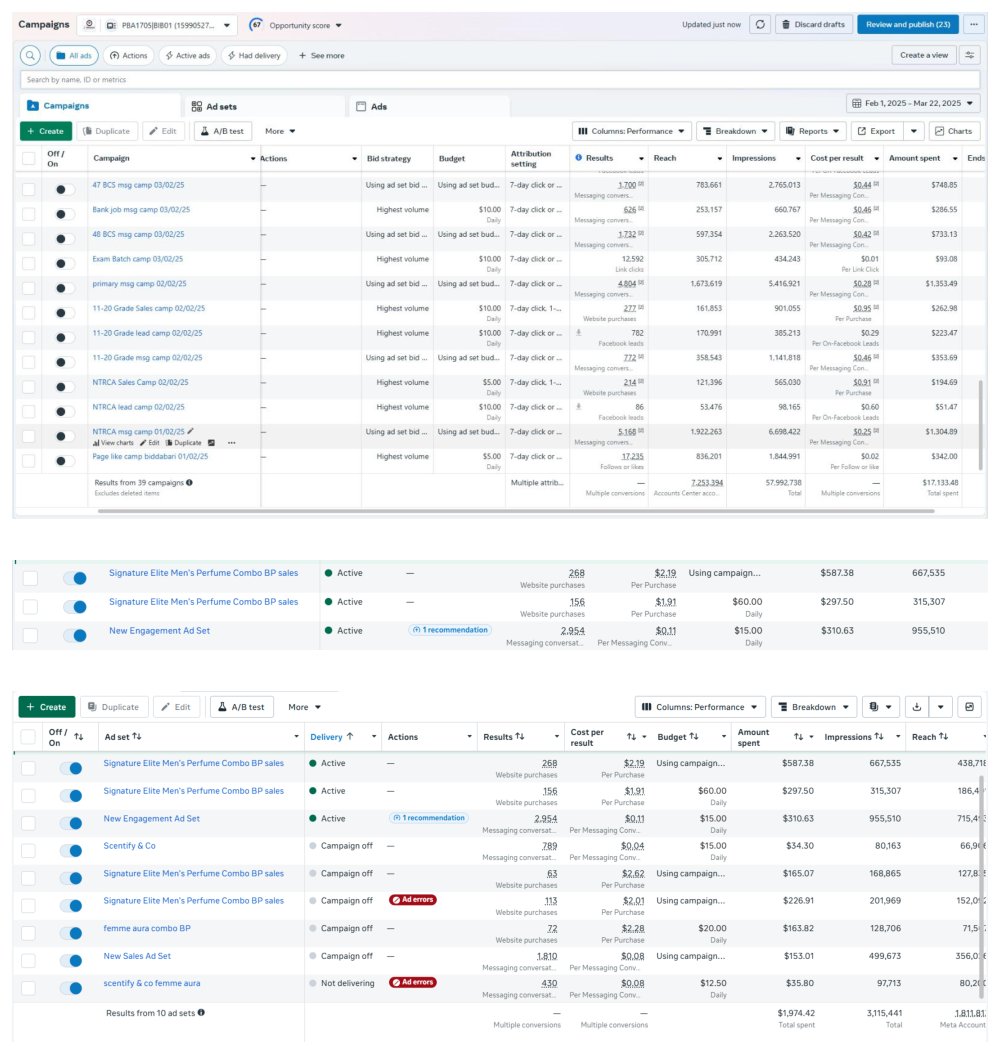 Campaigns PBA1705|BIB01 (15990527... 67 Opportunity score Updated just now Discard drafts Review and publish (23)
All ads Actions Active ads Had delivery + See more Create a view
Search by name, ID or metrics
Campaigns Ad sets Ads Feb 1, 2025 – Mar 22, 2025
+ Create Duplicate Edit A/B test More Columns: Performance Breakdown Reports Export Charts
Off / On Campaign Actions Bid strategy Budget Attribution setting Results Reach Impressions Cost per result Amount spent Ends
47 BCS msg camp 03/02/25 — Using ad set bid ... Using ad set bud... 7-day click or ... 1,700 [2] 783,661 2,765,013 $0.44 [2] $748.85
Messaging convers... Per Messaging Con...
Bank job msg camp 03/02/25 — Highest volume $10.00 7-day click or ... 626 [2] 253,157 660,767 $0.46 [2] $286.55
Daily Messaging convers... Per Messaging Con...
48 BCS msg camp 03/02/25 — Using ad set bid ... Using ad set bud... 7-day click or ... 1,732 [2] 597,354 2,263,520 $0.42 [2] $733.13
Messaging convers... Per Messaging Con...
Exam Batch camp 03/02/25 — Highest volume $10.00 7-day click or ... 12,592 305,712 434,243 $0.01 $93.08
Daily Link clicks Per Link Click
primary msg camp 02/02/25 — Using ad set bid ... Using ad set bud... 7-day click or ... 4,804 [2] 1,673,619 5,416,921 $0.28 [2] $1,353.49
Messaging convers... Per Messaging Con...
11-20 Grade Sales camp 02/02/25 — Highest volume $10.00 7-day click, 1-... 277 [2] 161,853 901,055 $0.95 [2] $262.98
Daily Website purchases Per Purchase
11-20 Grade lead camp 02/02/25 — Highest volume $10.00 7-day click or ... 782 170,991 385,213 $0.29 $223.47
Daily Facebook leads Per On-Facebook Leads
11-20 Grade msg camp 02/02/25 — Using ad set bid ... Using ad set bud... 7-day click or ... 772 [2] 358,543 1,141,818 $0.46 [2] $353.69
Messaging convers... Per Messaging Con...
NTRCA Sales Camp 02/02/25 — Highest volume $5.00 7-day click, 1-... 214 [2] 121,396 565,030 $0.91 [2] $194.69
Daily Website purchases Per Purchase
NTRCA lead camp 02/02/25 — Highest volume $10.00 7-day click or ... 86 53,476 98,165 $0.60 $51.47
Daily Facebook leads Per On-Facebook Leads
NTRCA msg camp 01/02/25 — Using ad set bid ... Using ad set bud... 7-day click or ... 5,168 [2] 1,922,263 6,698,422 $0.25 [2] $1,304.89
View charts Edit Duplicate ... Messaging convers... Per Messaging Con...
Page like camp biddabari 01/02/25 — Highest volume $5.00 7-day click or ... 17,235 836,201 1,844,991 $0.02 $342.00
Daily Follows or likes Per Follow or like
Results from 39 campaigns Multiple attrib... — 7,253,394 57,992,738 — $17,133.48
Excludes deleted items Multiple conversions Accounts Center acco... Total Multiple conversions Total spent
Signature Elite Men's Perfume Combo BP sales Active — 268 $2.19 Using campaign... $587.38 667,535
Website purchases Per Purchase
Signature Elite Men's Perfume Combo BP sales Active — 156 $1.91 $60.00 $297.50 315,307
Website purchases Per Purchase Daily
New Engagement Ad Set Active 1 recommendation 2,954 $0.11 $15.00 $310.63 955,510
Messaging conversat... Per Messaging Conv... Daily
+ Create Duplicate Edit A/B test More Columns: Performance Breakdown
Off / On Ad set Delivery Actions Results Cost per result Budget Amount spent Impressions Reach
Signature Elite Men's Perfume Combo BP sales Active — 268 $2.19 Using campaign... $587.38 667,535 438,718
Website purchases Per Purchase
Signature Elite Men's Perfume Combo BP sales Active — 156 $1.91 $60.00 $297.50 315,307 186,4
Website purchases Per Purchase Daily
New Engagement Ad Set Active 1 recommendation 2,954 $0.11 $15.00 $310.63 955,510 715,4
Messaging conversat... Per Messaging Conv... Daily
Scentify & Co Campaign off — 789 $0.04 $15.00 $34.30 80,163 66,9
Messaging conversat... Per Messaging Conv... Daily
Signature Elite Men's Perfume Combo BP sales Campaign off — 63 $2.62 Using campaign... $165.07 168,865 127,8
Website purchases Per Purchase
Signature Elite Men's Perfume Combo BP sales Campaign off Ad errors 113 $2.01 Using campaign... $226.91 201,969 152,0
Website purchases Per Purchase
femme aura combo BP Campaign off — 72 $2.28 $20.00 $163.82 128,706 71,5
Website purchases Per Purchase Daily
New Sales Ad Set Campaign off — 1,810 $0.08 Using campaign... $153.01 499,673 356,0
Messaging conversat... Per Messaging Conv...
scentify & co femme aura Not delivering Ad errors 430 $0.08 $12.50 $35.80 97,713 80,20
Messaging conversat... Per Messaging Conv... Daily
Results from 10 ad sets — — $1,974.42 3,115,441 1,811,81
Multiple conversions Multiple conversions Total spent Total Meta Account